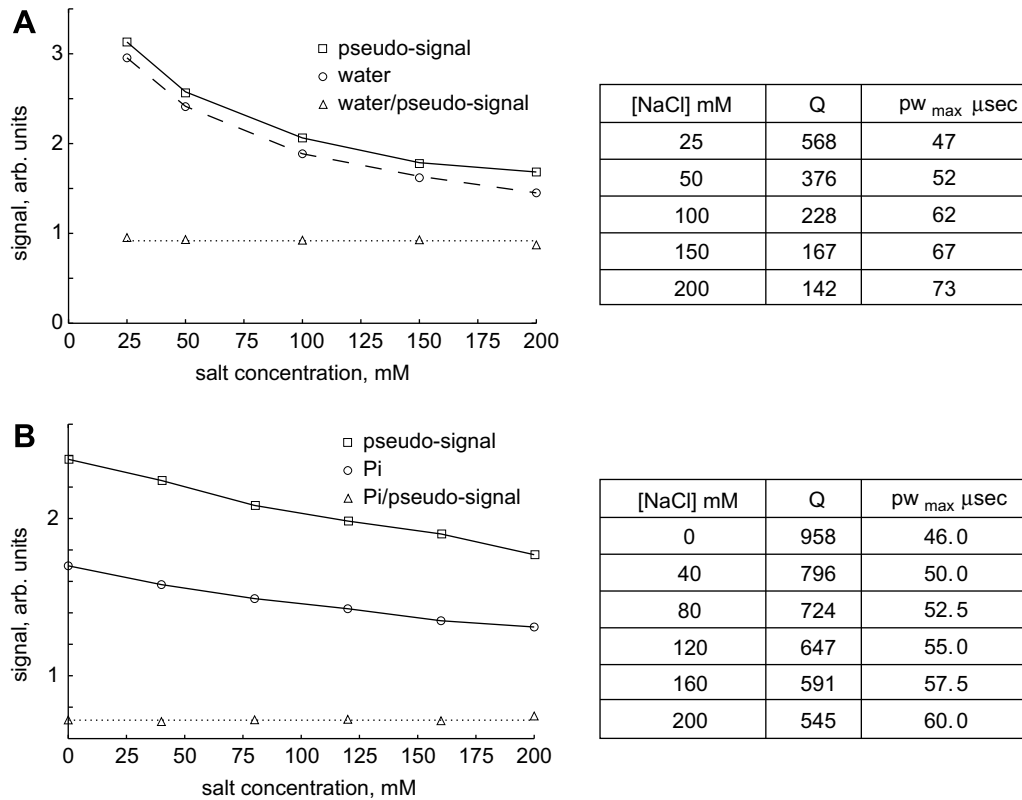 A
signal, arb. units
3
2
1
0
pseudo-signal
water
water/pseudo-signal
0 25 50 75 100 125 150 175 200
salt concentration, mM
[NaCl] mM Q pw max μsec
25 568 47
50 376 52
100 228 62
150 167 67
200 142 73
B
signal, arb. units
2
1
pseudo-signal
Pi
Pi/pseudo-signal
0 25 50 75 100 125 150 175 200
salt concentration, mM
[NaCl] mM Q pw max μsec
0 958 46.0
40 796 50.0
80 724 52.5
120 647 55.0
160 591 57.5
200 545 60.0